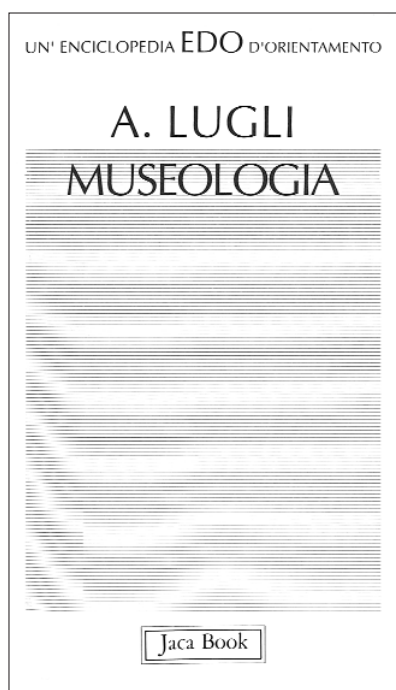 UN' ENCICLOPEDIA EDO D'ORIENTAMENTO
A. LUGLI
MUSEOLOGIA
Jaca Book